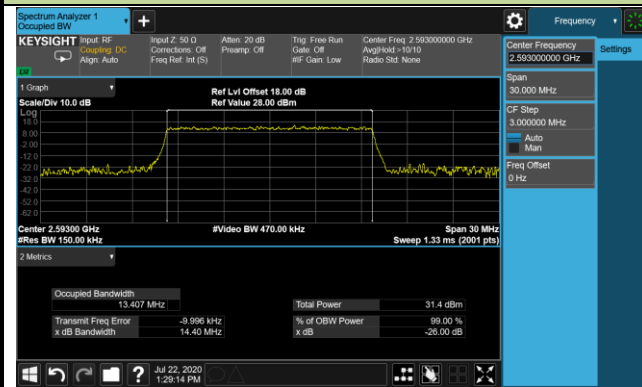 Spectrum Analyzer 1
Occupied BW
Frequency
KEYSIGHT
Input: RF
Coupling: DC
Align: Auto
Input Z: 50 Ω
Corrections: Off
Freq Ref: Int (S)
Atten: 20 dB
Preamp: Off
Trig: Free Run
Gate: Off
#IF Gain: Low
Center Freq: 2.593000000 GHz
Avg|Hold:>10/10
Radio Std: None
Center Frequency
2.593000000 GHz
Settings
Span
30.000 MHz
CF Step
3.000000 MHz
Auto
Man
Freq Offset
0 Hz
1 Graph
Scale/Div 10.0 dB
Ref Lvl Offset 18.00 dB
Ref Value 28.00 dBm
Log
18.0
8.00
-2.00
-12.0
-22.0
-32.0
-42.0
-52.0
-62.0
Center 2.59300 GHz
#Video BW 470.00 kHz
Span 30 MHz
#Res BW 150.00 kHz
Sweep 1.33 ms (2001 pts)
2 Metrics
Occupied Bandwidth
13.407 MHz
Total Power 31.4 dBm
Transmit Freq Error -9.996 kHz
% of OBW Power 99.00 %
x dB Bandwidth 14.40 MHz
x dB -26.00 dB
Jul 22, 2020
1:29:14 PM